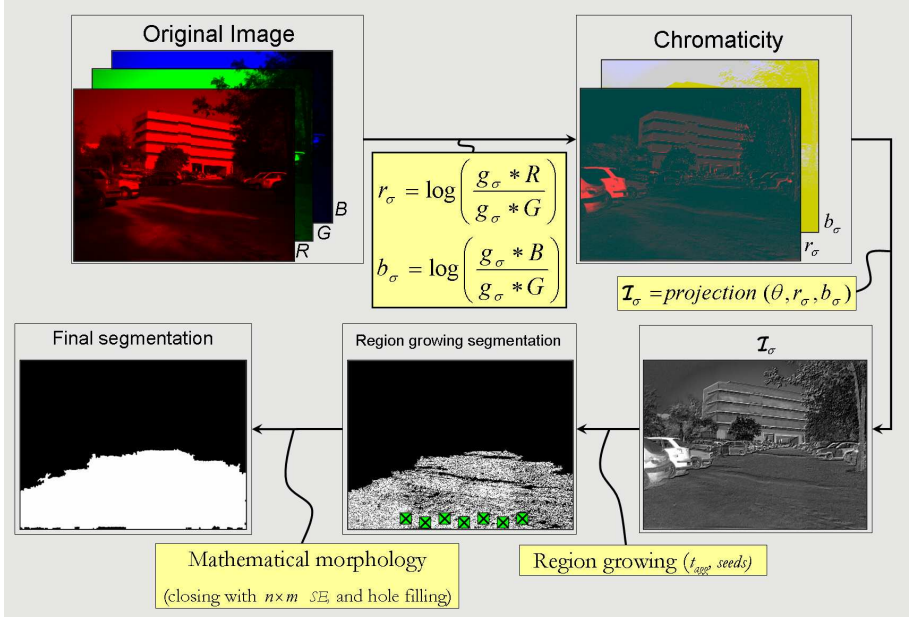 Original Image
B
G
R
Chromaticity
b_σ
r_σ
r_σ = log( (g_σ * R) / (g_σ * G) )
b_σ = log( (g_σ * B) / (g_σ * G) )
𝓘_σ = projection (θ, r_σ, b_σ)
Final segmentation
Region growing segmentation
𝓘_σ
Mathematical morphology
(closing with n×m SE, and hole filling)
Region growing (t_agg, seeds)